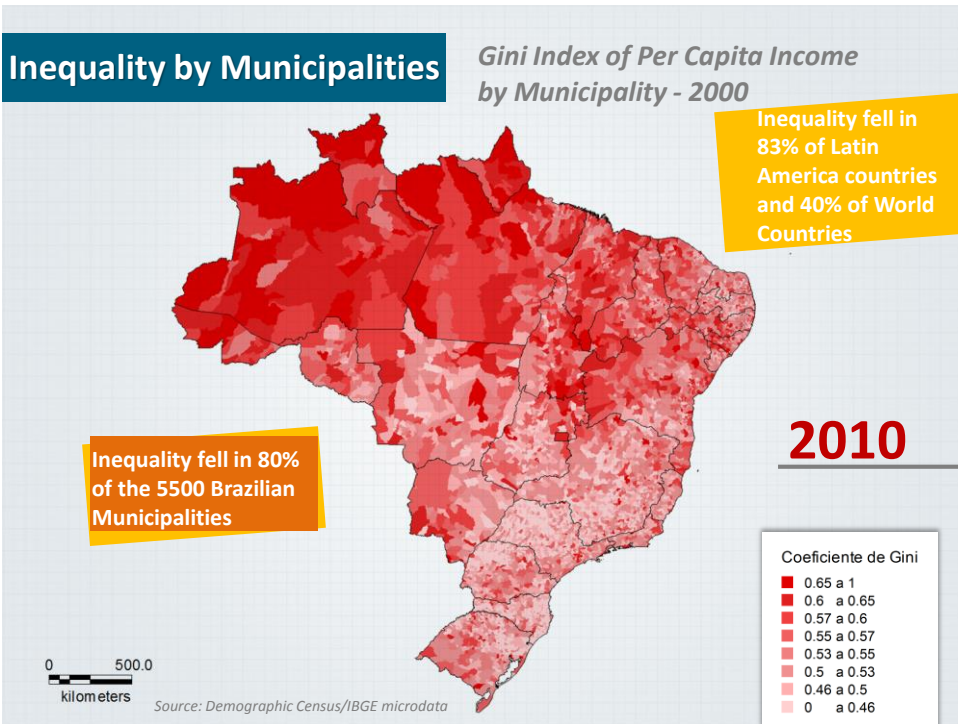 Inequality by Municipalities
Gini Index of Per Capita Income
by Municipality - 2000
Inequality fell in
83% of Latin
America countries
and 40% of World
Countries
2010
Inequality fell in 80%
of the 5500 Brazilian
Municipalities
Coeficiente de Gini
0.65 a 1
0.6 a 0.65
0.57 a 0.6
0.55 a 0.57
0.53 a 0.55
0.5 a 0.53
0.46 a 0.5
0 a 0.46
0 500.0
kilometers
Source: Demographic Census/IBGE microdata